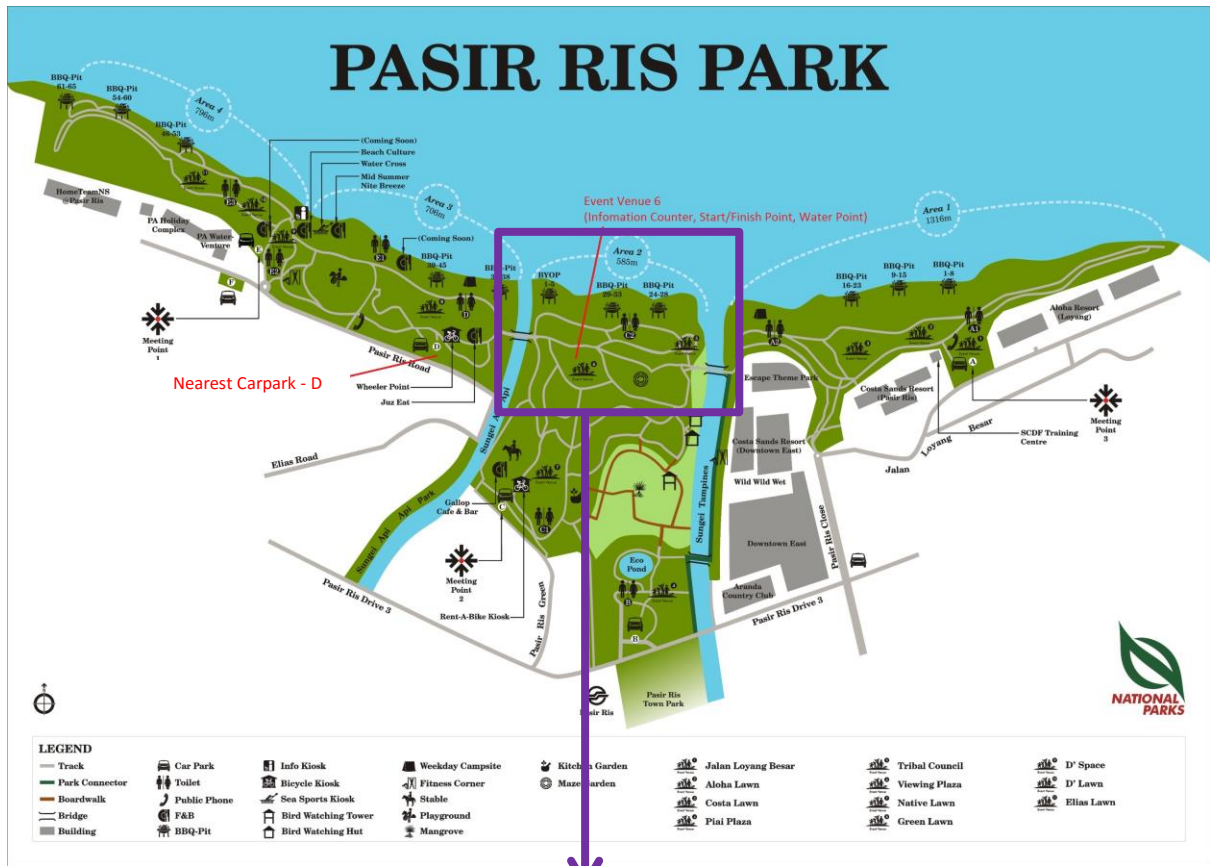 PASIR RIS PARK
BBQ-Pit
61-65
BBQ-Pit
54-60
BBQ-Pit
48-53
Area 4
796m
(Coming Soon)
Beach Culture
Water Cross
Mid Summer
Nite Breeze
HomeTeamNS
@Pasir Ris
PA Holiday
Complex
PA Water-
Venture
E3
E
E2
F
E1
Area 3
706m
(Coming Soon)
BBQ-Pit
39-45
D
D
Meeting
Point
1
Pasir Ris Road
Nearest Carpark - D
Wheeler Point
Juz Eat
Event Venue 6
(Infomation Counter, Start/Finish Point, Water Point)
Area 2
585m
BYOP
1-5
BBQ-Pit
29-33
BBQ-Pit
24-28
C2
Area 1
1316m
BBQ-Pit
16-23
BBQ-Pit
9-15
BBQ-Pit
1-8
A2
A1
A
Aloha Resort
(Loyang)
Escape Theme Park
Costa Sands Resort
(Pasir Ris)
SCDF Training
Centre
Meeting
Point
3
Jalan Loyang Besar
Costa Sands Resort
(Downtown East)
Wild Wild Wet
Downtown East
Aranda
Country Club
Pasir Ris Close
Pasir Ris Drive 3
Sungei Tampines
Sungei Api Api
Elias Road
Sungei Api Api Park
Gallop
Cafe & Bar
C
C1
Meeting
Point
2
Rent-A-Bike Kiosk
Pasir Ris Drive 3
Pasir Ris Green
Eco
Pond
B
B
Pasir Ris
Town Park
Pasir Ris
NATIONAL
PARKS
LEGEND
Track
Park Connector
Boardwalk
Bridge
Building
Car Park
Toilet
Public Phone
F&B
BBQ-Pit
Info Kiosk
Bicycle Kiosk
Sea Sports Kiosk
Bird Watching Tower
Bird Watching Hut
Weekday Campsite
Fitness Corner
Stable
Playground
Mangrove
Kitchen Garden
Maze Garden
Jalan Loyang Besar
Aloha Lawn
Costa Lawn
Piai Plaza
Tribal Council
Viewing Plaza
Native Lawn
Green Lawn
D' Space
D' Lawn
Elias Lawn